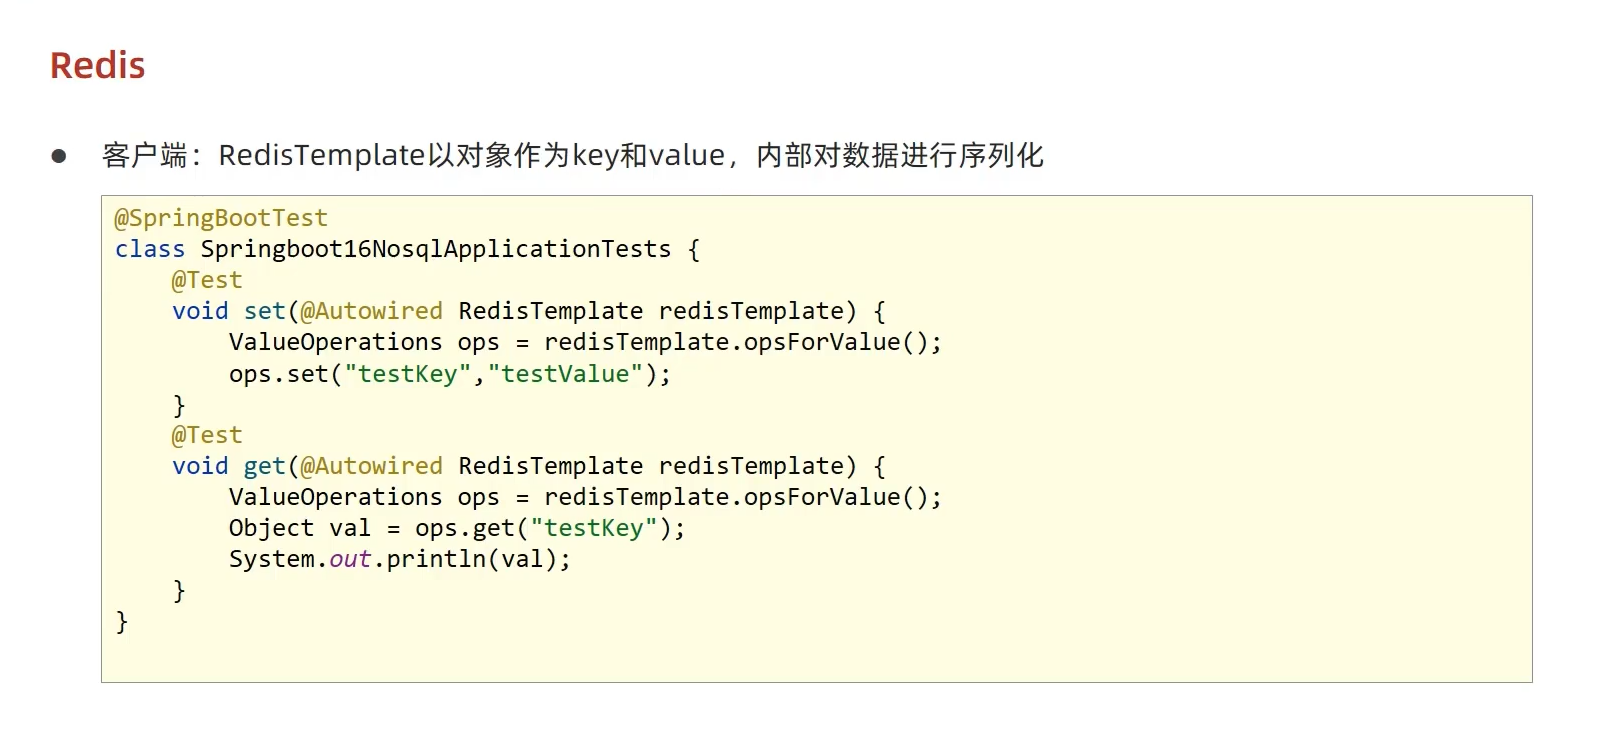 Redis
● 客户端：RedisTemplate以对象作为key和value，内部对数据进行序列化
@SpringBootTest
class Springboot16NosqlApplicationTests {
    @Test
    void set(@Autowired RedisTemplate redisTemplate) {
        ValueOperations ops = redisTemplate.opsForValue();
        ops.set("testKey","testValue");
    }
    @Test
    void get(@Autowired RedisTemplate redisTemplate) {
        ValueOperations ops = redisTemplate.opsForValue();
        Object val = ops.get("testKey");
        System.out.println(val);
    }
}